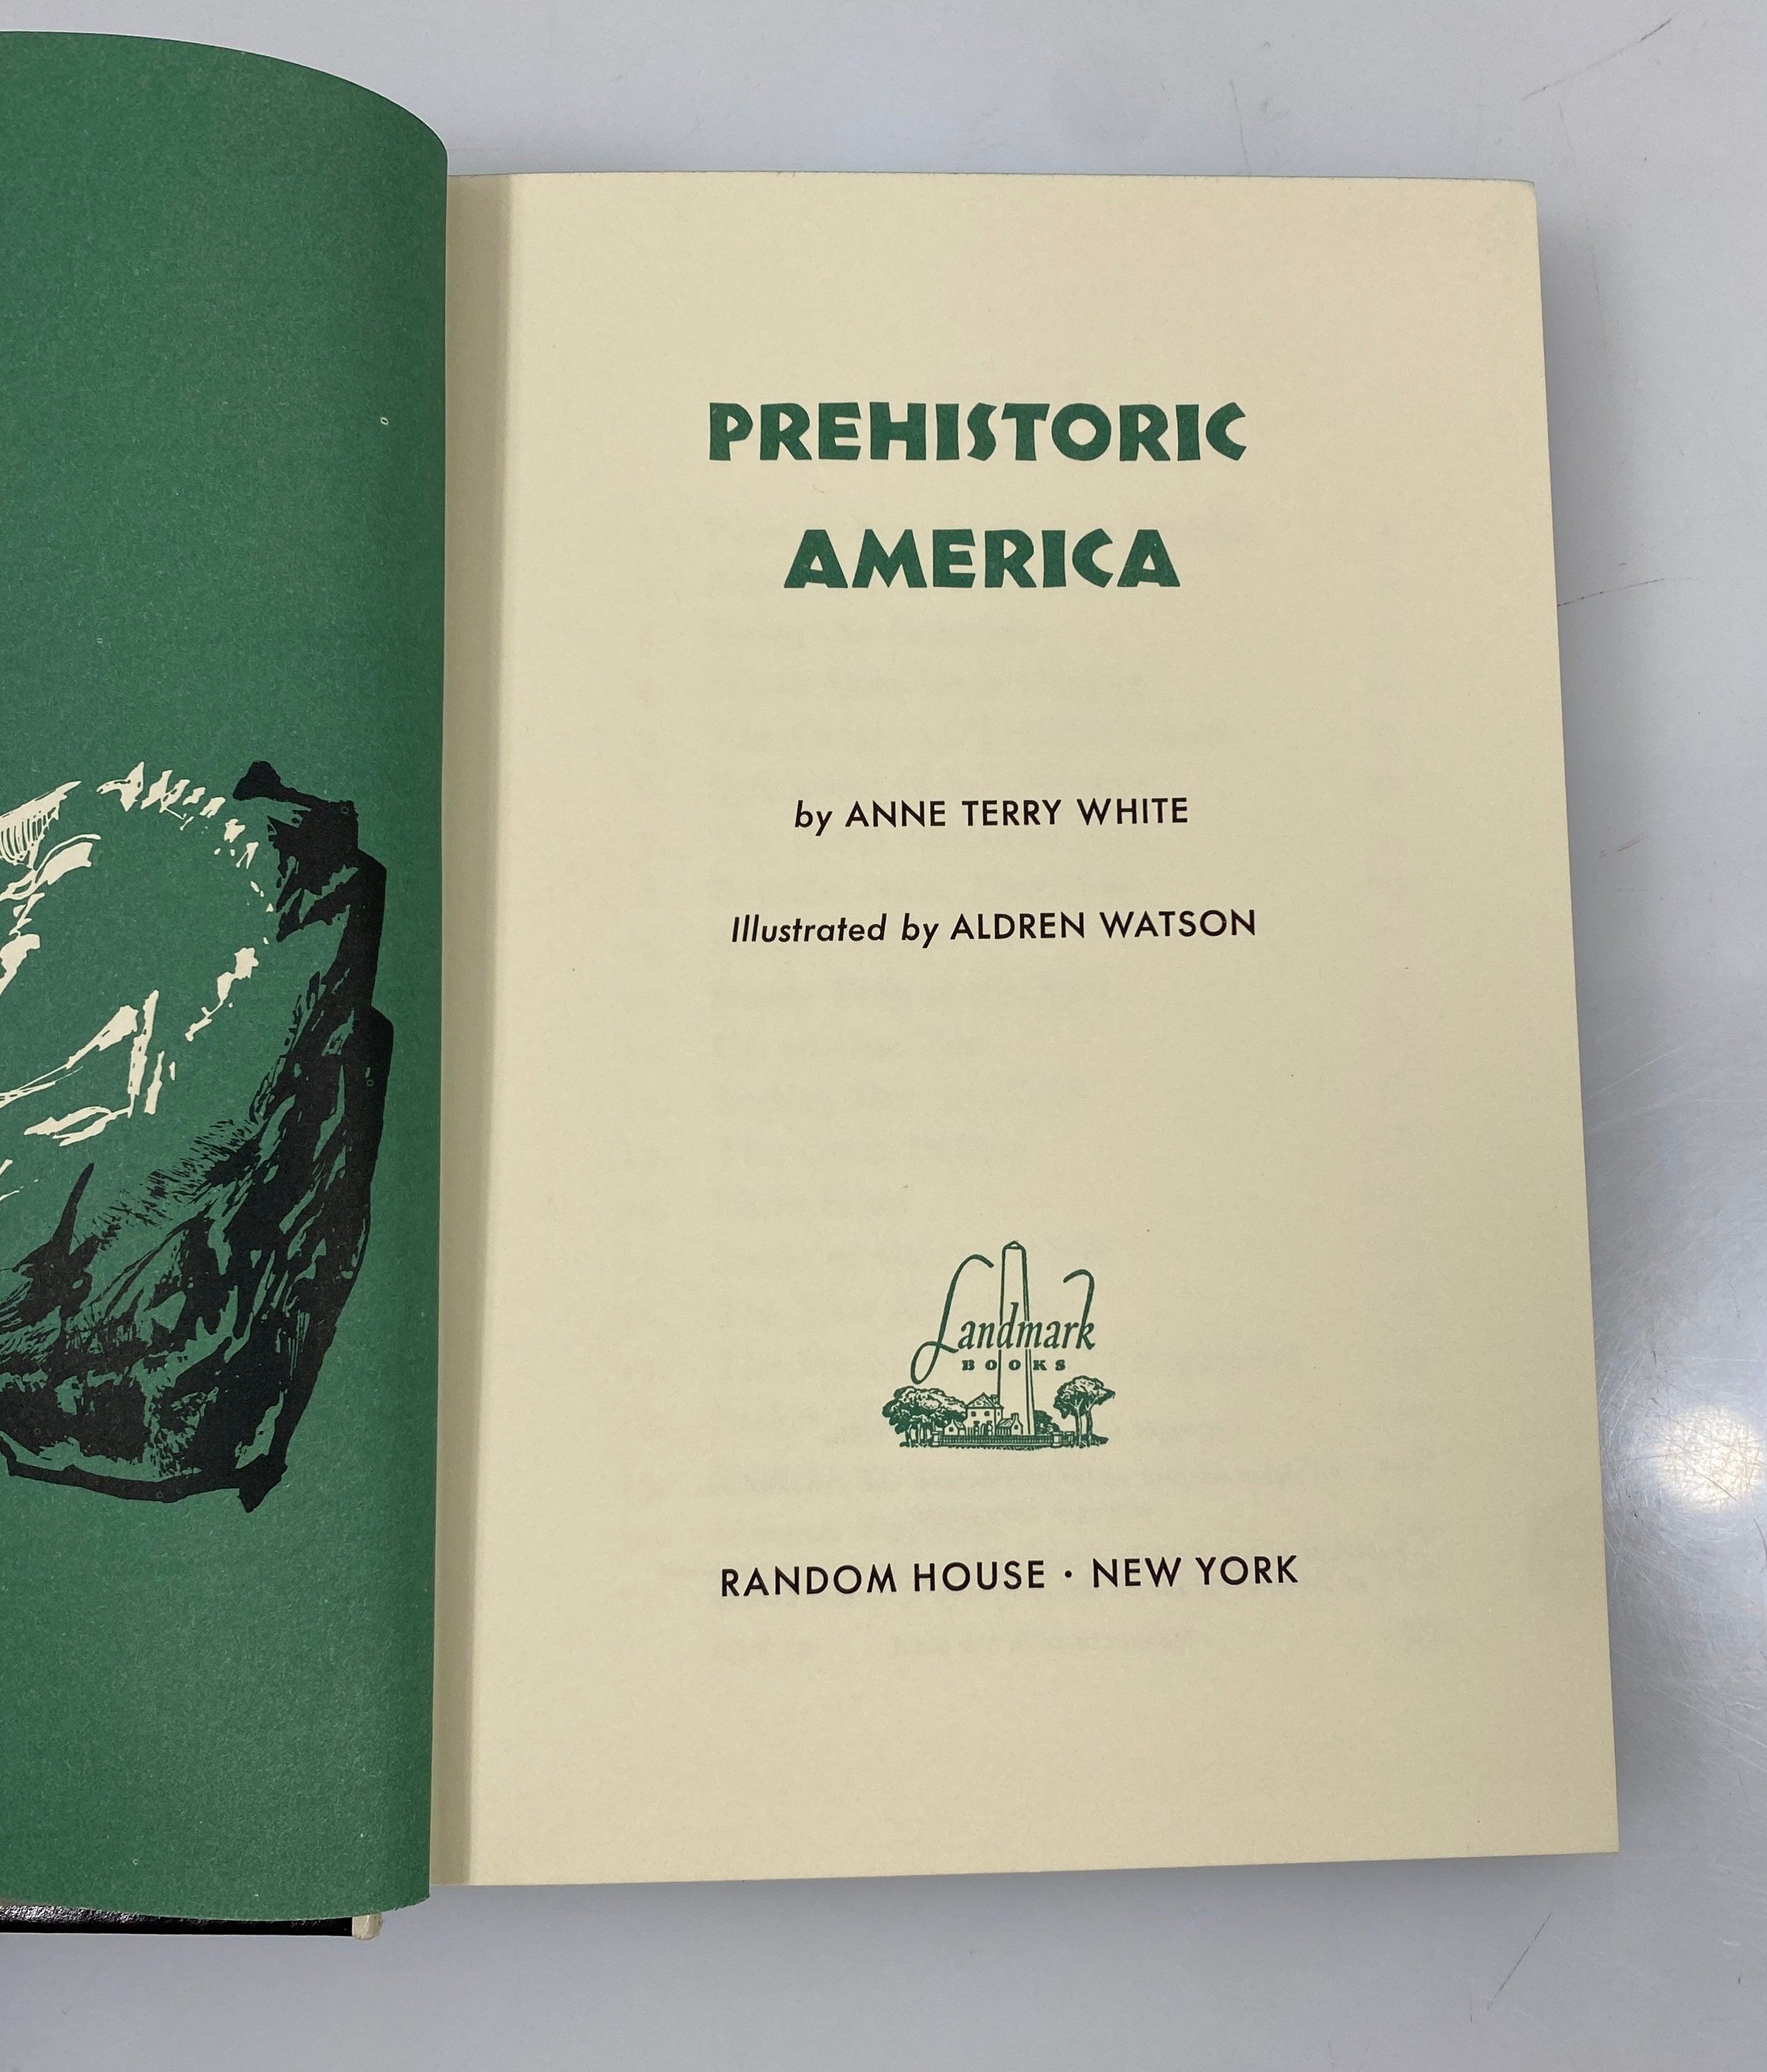 PREHISTORIC
AMERICA
by ANNE TERRY WHITE
Illustrated by ALDREN WATSON
Landmark
BOOKS
RANDOM HOUSE · NEW YORK